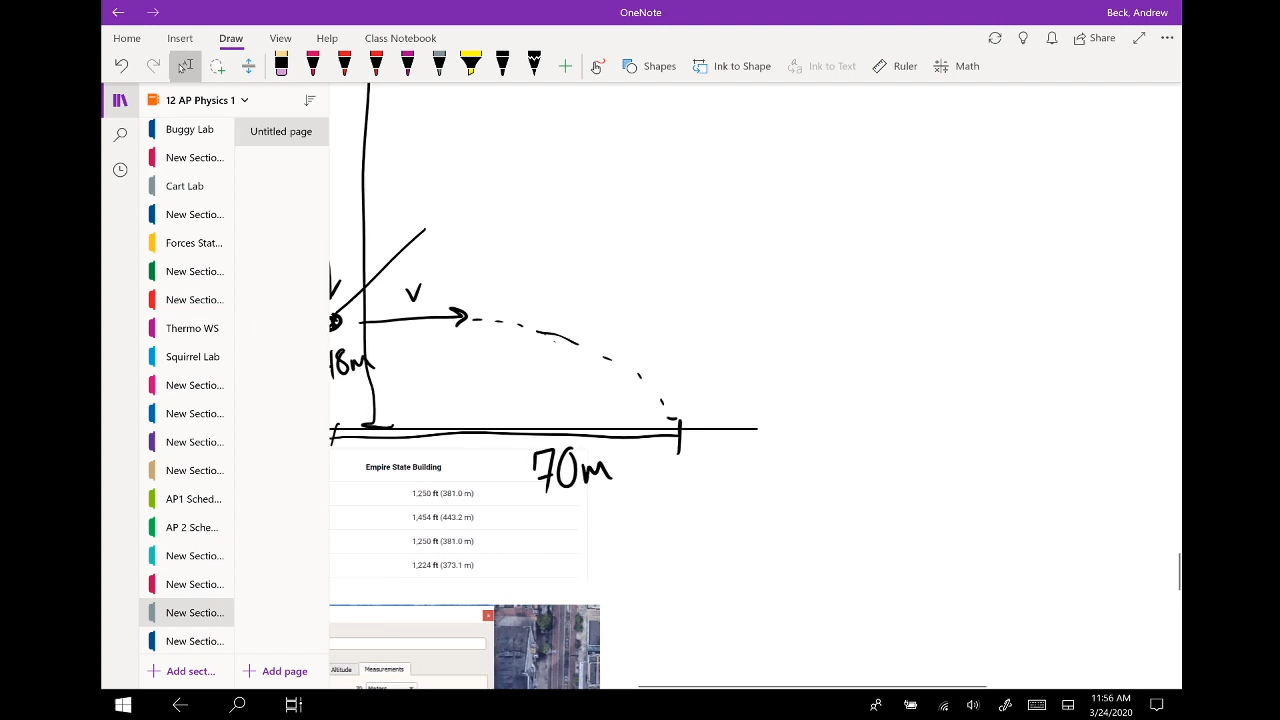 OneNote
Beck, Andrew
Home
Insert
Draw
View
Help
Class Notebook
Share
Shapes
Ink to Shape
Ink to Text
Ruler
Math
12 AP Physics 1
Untitled page
Buggy Lab
New Sectio...
Cart Lab
New Sectio...
Forces Stat...
New Sectio...
New Sectio...
Thermo WS
Squirrel Lab
New Sectio...
New Sectio...
New Sectio...
New Sectio...
AP1 Sched...
AP 2 Sche...
New Sectio...
New Sectio...
New Sectio...
New Sectio...
Add sect...
Add page
v
18m
70m
Empire State Building
1,250 ft (381.0 m)
1,454 ft (443.2 m)
1,250 ft (381.0 m)
1,224 ft (373.1 m)
Altitude
Measurements
Meters
11:56 AM
3/24/2020